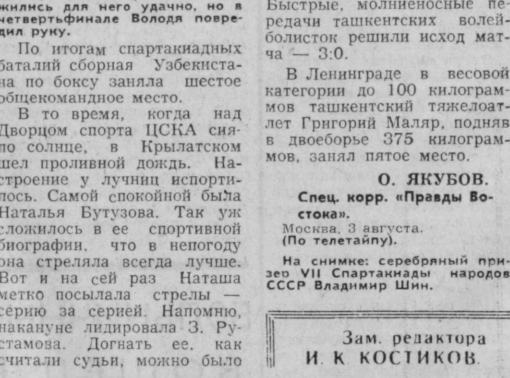 жились для него удачно, но в
четвертьфинале Володя повре-
дил руку.
По итогам спартакиадных
баталий сборная Узбекиста-
на по боксу заняла шестое
общекомандное место.
В то время, когда над
Дворцом спорта ЦСКА сия-
ло солнце, в Крылатском
шел проливной дождь. На-
строение у лучниц испорти-
лось. Самой спокойной была
Наталья Бутузова. Так уж
сложилось в ее спортивной
биографии, что в непогоду
она стреляла всегда лучше.
Вот и на сей раз Наташа
метко посылала стрелы —
серию за серией. Напомню,
накануне лидировала З. Ру-
стамова. Догнать ее, как
считали судьи, можно было
Быстрые, молниеносные пе-
редачи ташкентских волей-
болисток решили исход мат-
ча — 3:0.
В Ленинграде в весовой
категории до 100 килограм-
мов ташкентский тяжелоат-
лет Григорий Маляр, подняв
в двоеборье 375 килограм-
мов, занял пятое место.
О. ЯКУБОВ.
Спец. корр. «Правды Во-
стока».
Москва, 3 августа.
(По телетайпу).
На снимке: серебряный при-
зер VII Спартакиады народов
СССР Владимир Шин.
Зам. редактора
И. К КОСТИКОВ.